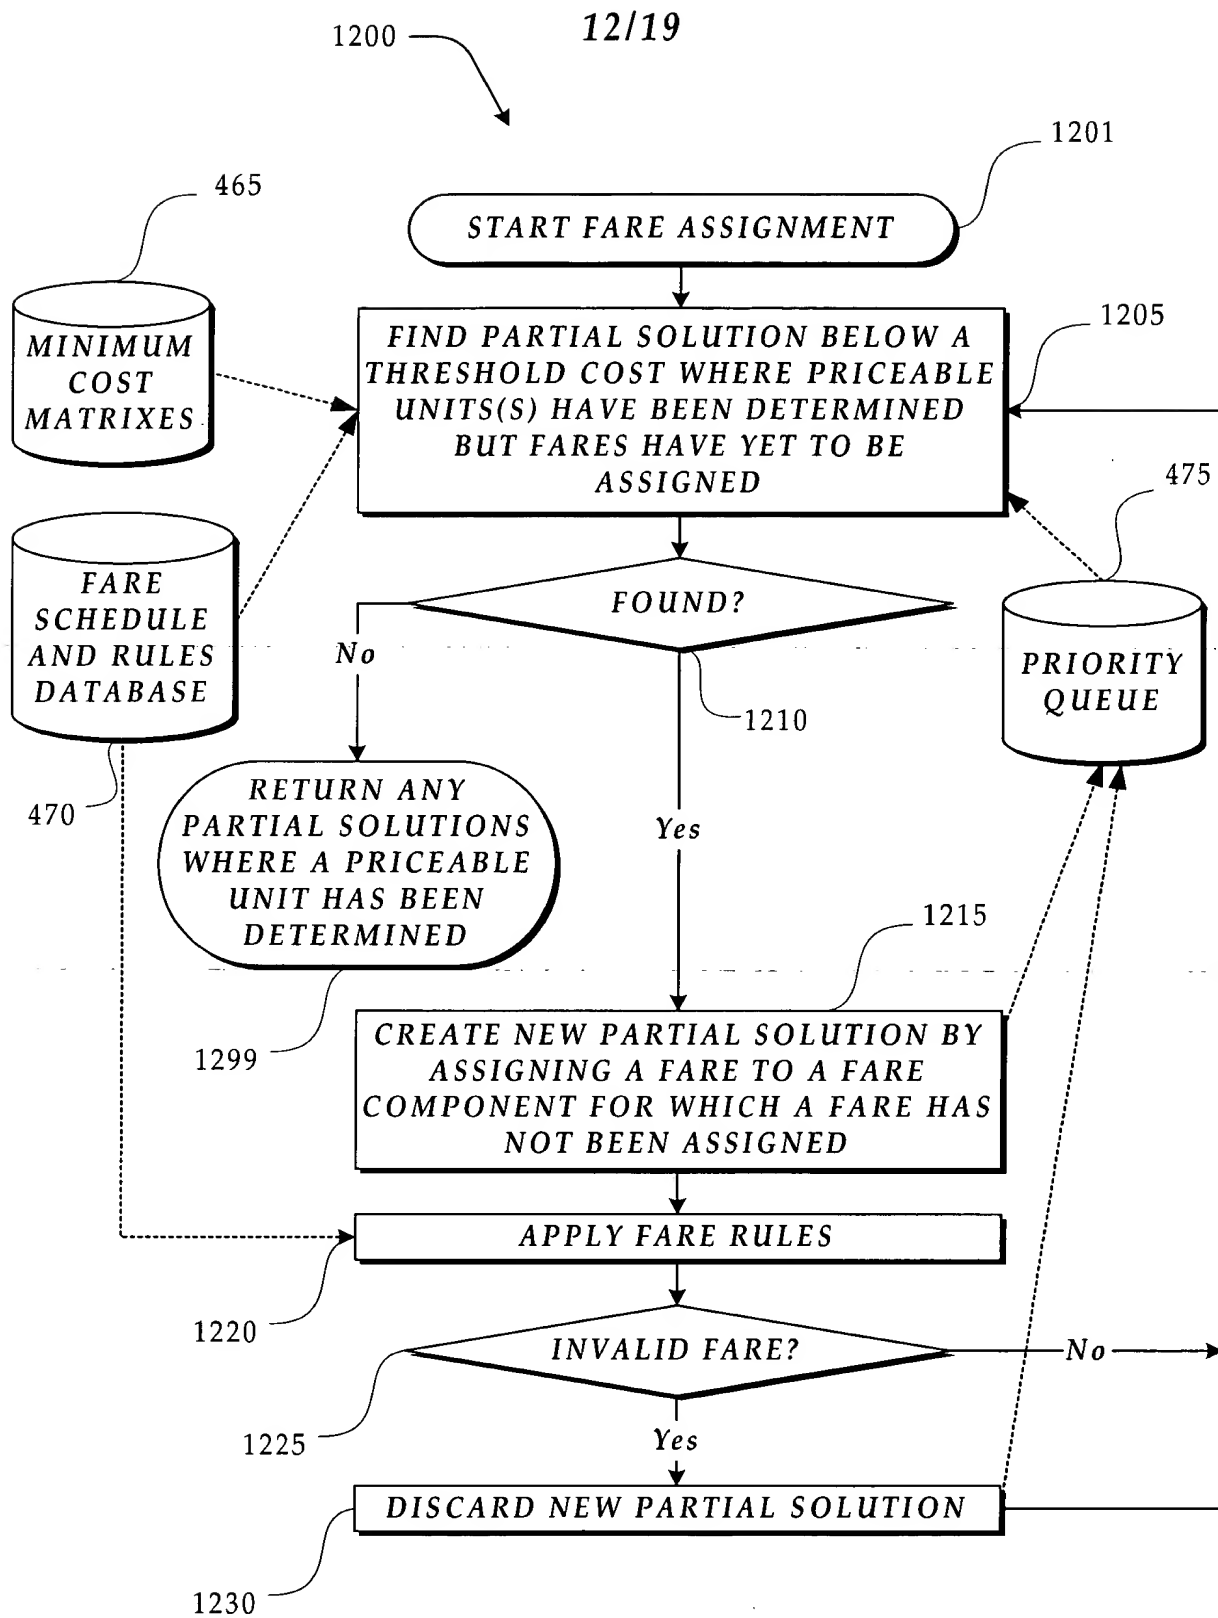 12/19
1200
1201
465
START FARE ASSIGNMENT
1205
MINIMUM
COST
MATRIXES
FIND PARTIAL SOLUTION BELOW A
THRESHOLD COST WHERE PRICEABLE
UNITS(S) HAVE BEEN DETERMINED
BUT FARES HAVE YET TO BE
ASSIGNED
475
FARE
SCHEDULE
AND RULES
DATABASE
FOUND?
No
PRIORITY
QUEUE
1210
470
RETURN ANY
PARTIAL SOLUTIONS
WHERE A PRICEABLE
UNIT HAS BEEN
DETERMINED
Yes
1215
1299
CREATE NEW PARTIAL SOLUTION BY
ASSIGNING A FARE TO A FARE
COMPONENT FOR WHICH A FARE HAS
NOT BEEN ASSIGNED
APPLY FARE RULES
1220
INVALID FARE?
No
1225
Yes
DISCARD NEW PARTIAL SOLUTION
1230